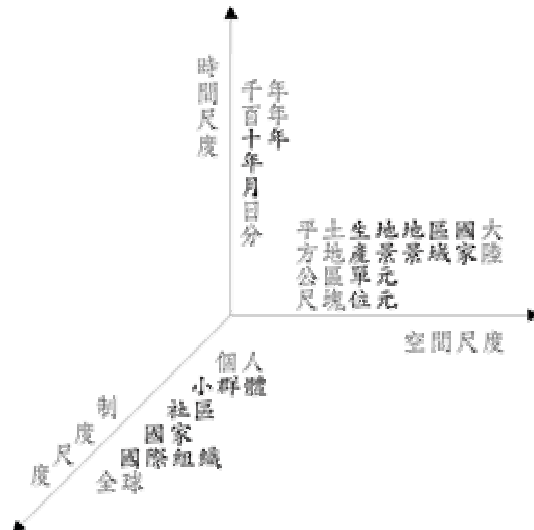 時間尺度
千年
百年
十年
年
月
日
分
平方公尺
土地區塊
生產單位
地景元元
地景
區域
國家
大陸
空間尺度
個人
小群體
社區
國家
國際組織
全球
制度尺度